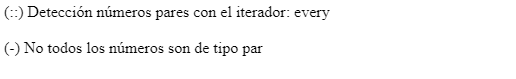 (::) Detección números pares con el iterador: every
(-) No todos los números son de tipo par